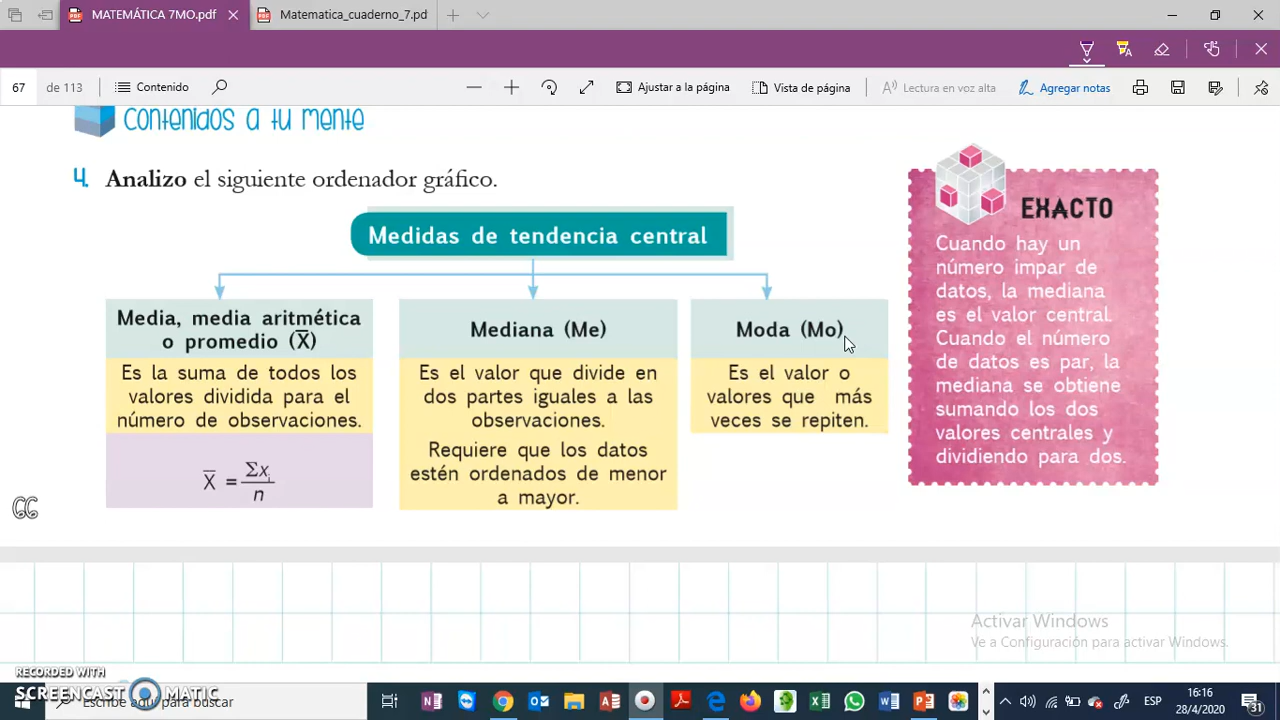 MATEMÁTICA 7MO.pdf
Matematica_cuaderno_7.pd
67
de 113
Contenido
Ajustar a la página
Vista de página
Lectura en voz alta
Agregar notas
Contenidos a tu mente
4. Analizo el siguiente ordenador gráfico.
Medidas de tendencia central
Media, media aritmética
o promedio (X̅)
Es la suma de todos los
valores dividida para el
número de observaciones.
X̅ = Σxᵢ / n
Mediana (Me)
Es el valor que divide en
dos partes iguales a las
observaciones.
Requiere que los datos
estén ordenados de menor
a mayor.
Moda (Mo)
Es el valor o
valores que más
veces se repiten.
EXACTO
Cuando hay un
número impar de
datos, la mediana
es el valor central.
Cuando el número
de datos es par, la
mediana se obtiene
sumando los dos
valores centrales y
dividiendo para dos.
66
Activar Windows
Ve a Configuración para activar Windows.
RECORDED WITH
SCREENCAST MATIC
Escribe aquí para buscar
ESP
16:16
28/4/2020
31